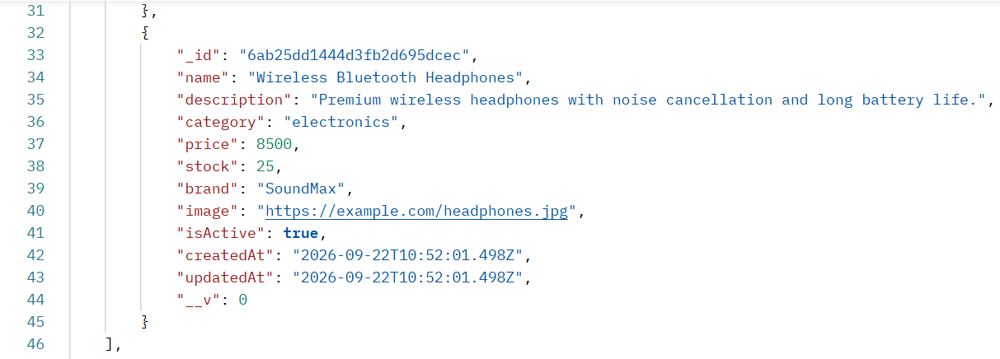 31 },
32 {
33 "_id": "6ab25dd1444d3fb2d695dcec",
34 "name": "Wireless Bluetooth Headphones",
35 "description": "Premium wireless headphones with noise cancellation and long battery life.",
36 "category": "electronics",
37 "price": 8500,
38 "stock": 25,
39 "brand": "SoundMax",
40 "image": "https://example.com/headphones.jpg",
41 "isActive": true,
42 "createdAt": "2026-09-22T10:52:01.498Z",
43 "updatedAt": "2026-09-22T10:52:01.498Z",
44 "__v": 0
45 }
46 ],